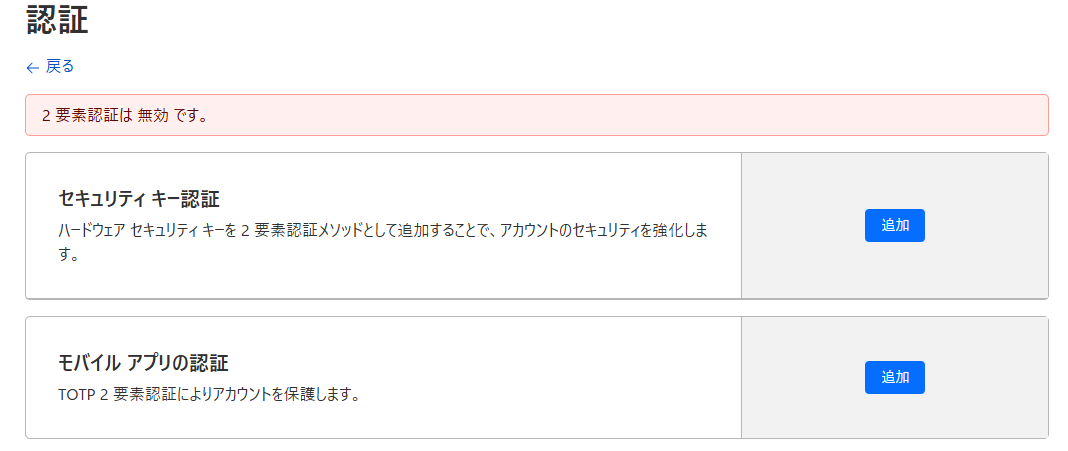 認証
← 戻る
2 要素認証は 無効 です。
セキュリティ キー認証
ハードウェア セキュリティ キーを 2 要素認証メソッドとして追加することで、アカウントのセキュリティを強化しま
す。
追加
モバイル アプリの認証
TOTP 2 要素認証によりアカウントを保護します。
追加